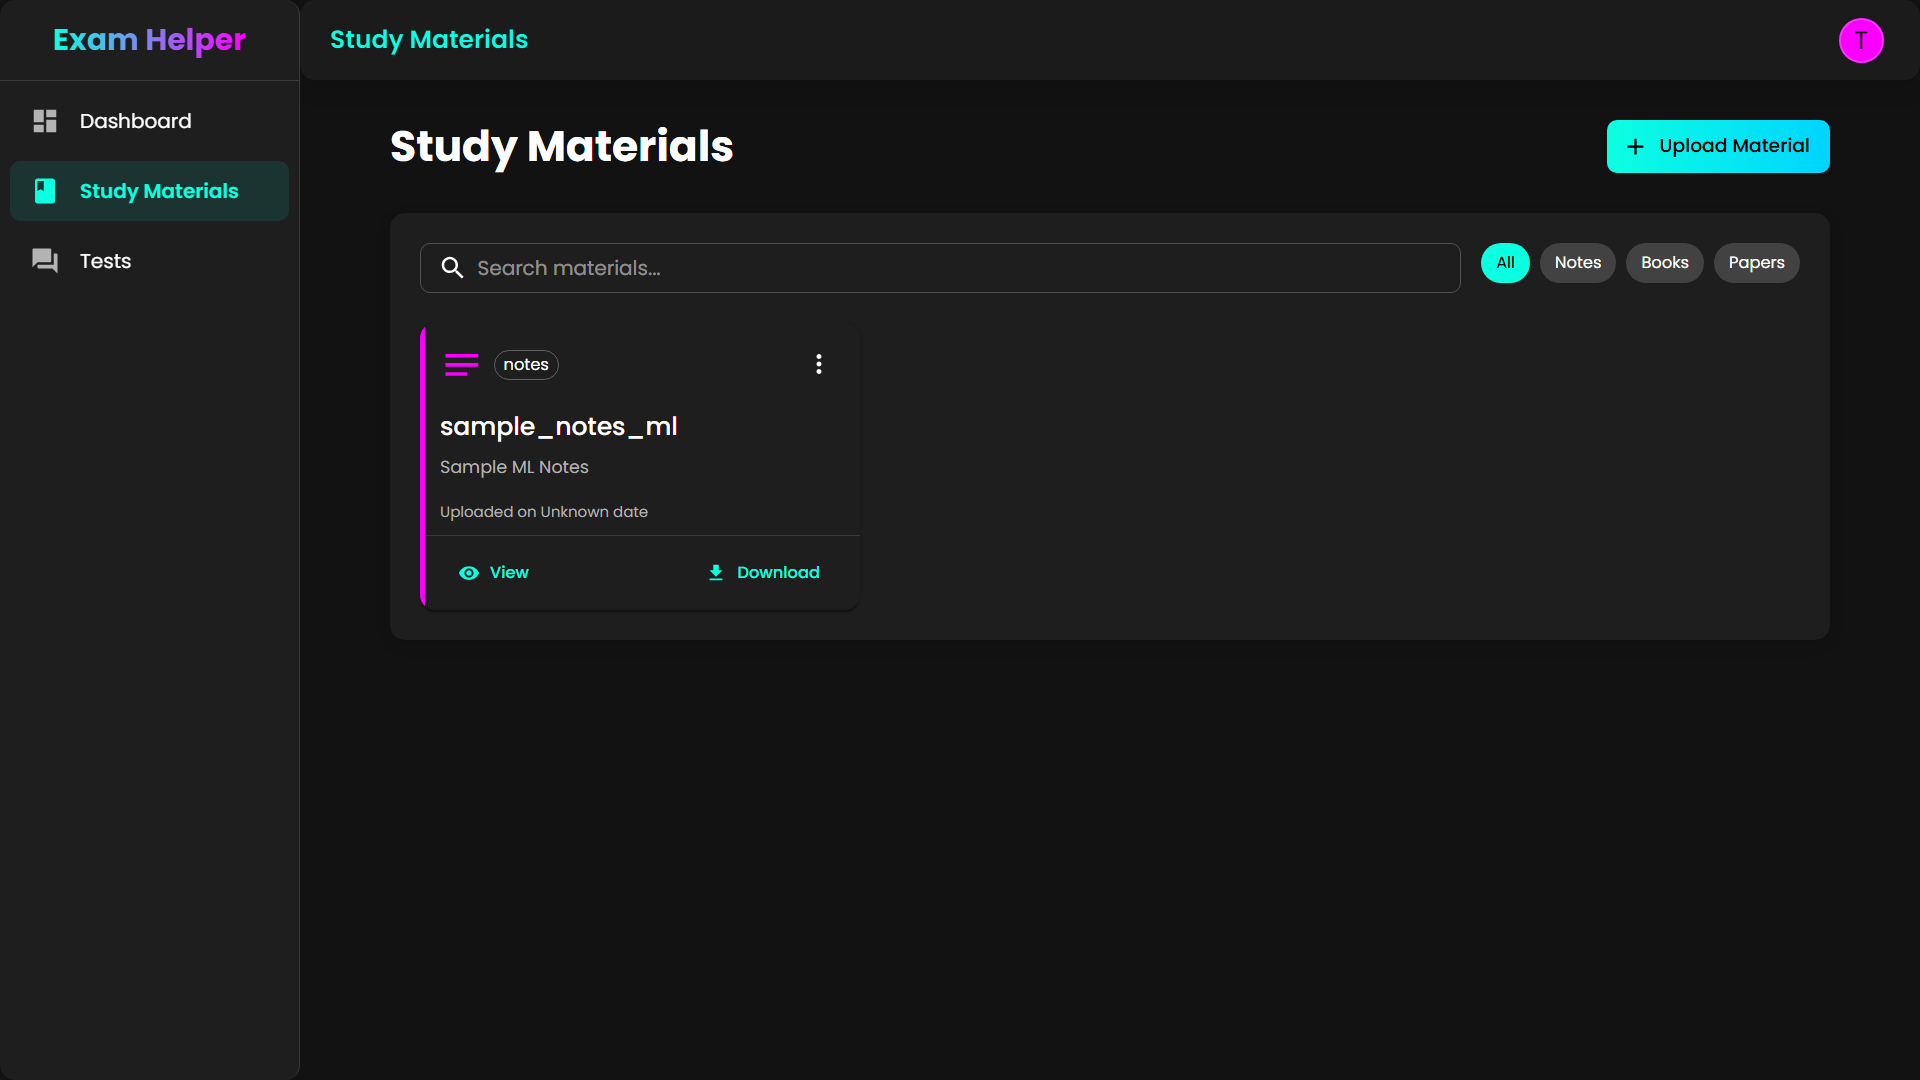 Exam Helper
Study Materials
T
Dashboard
Study Materials
Tests
Study Materials
Upload Material
Search materials...
All
Notes
Books
Papers
notes
sample_notes_ml
Sample ML Notes
Uploaded on Unknown date
View
Download